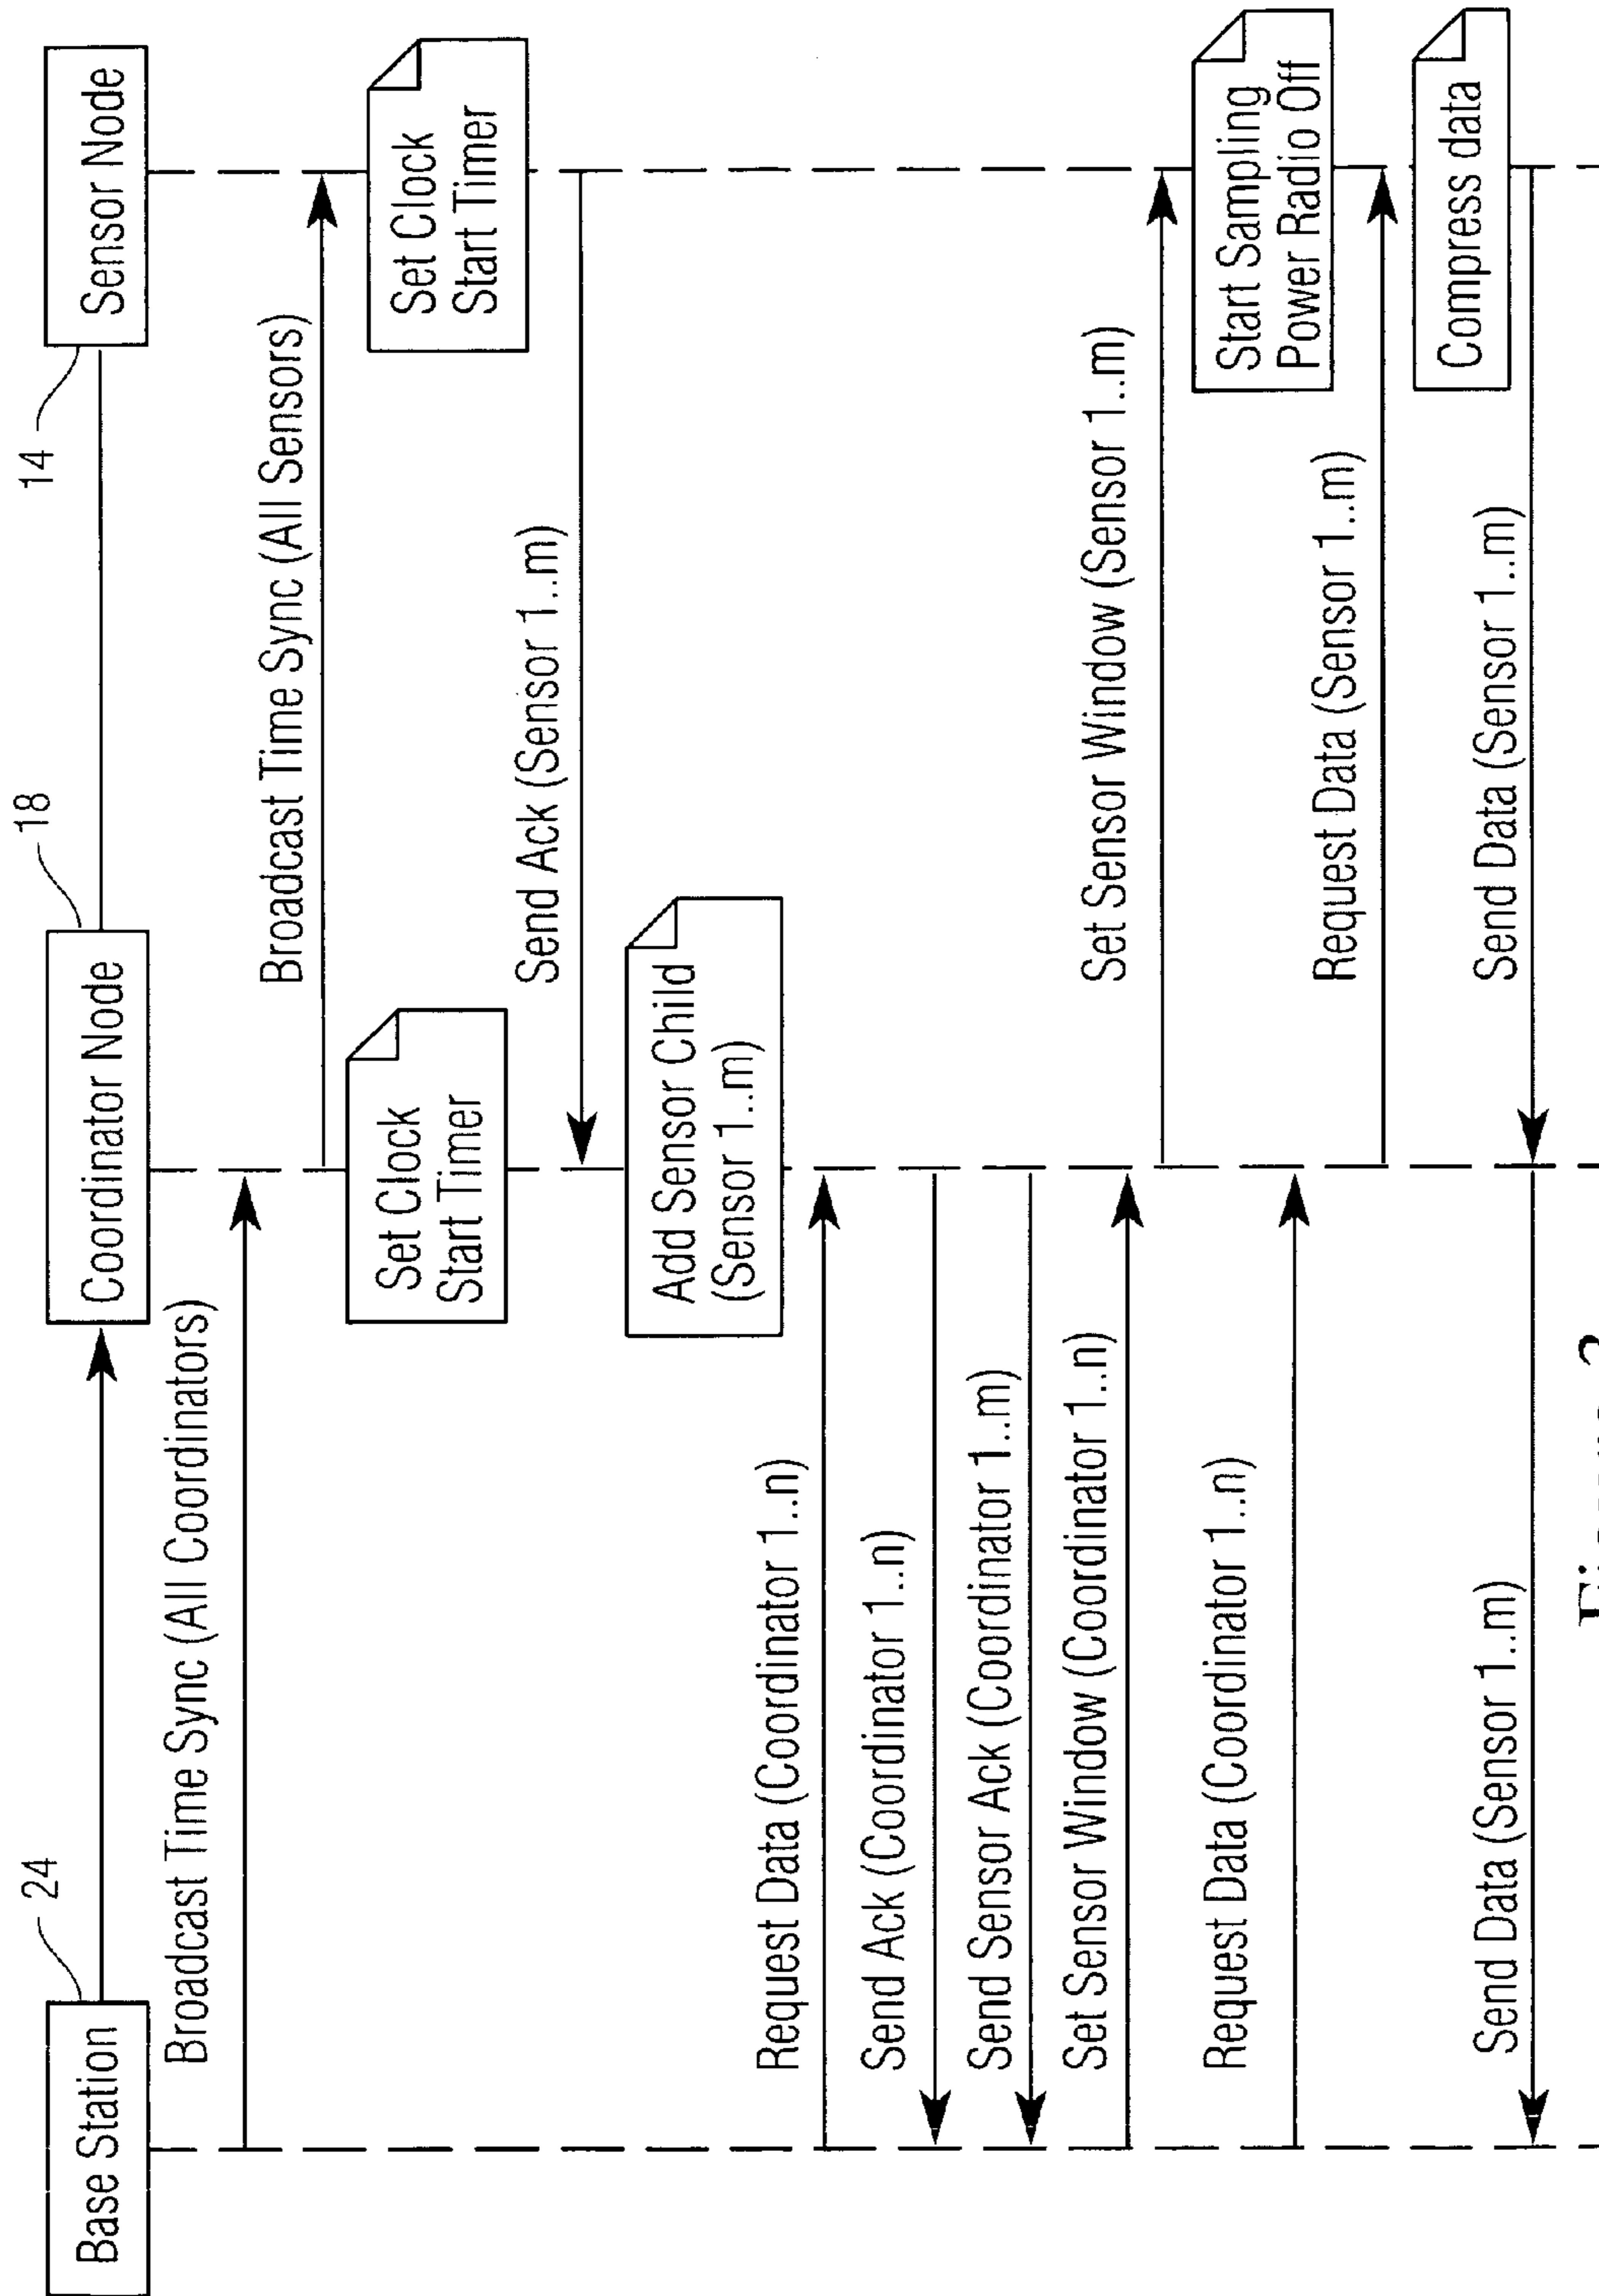 Base Station
24
Coordinator Node
18
Sensor Node
14
Broadcast Time Sync (All Coordinators)
Broadcast Time Sync (All Sensors)
Set Clock
Start Timer
Set Clock
Start Timer
Send Ack (Sensor 1..m)
Add Sensor Child
(Sensor 1..m)
Request Data (Coordinator 1..n)
Send Ack (Coordinator 1..n)
Send Sensor Ack (Coordinator 1..m)
Set Sensor Window (Coordinator 1..n)
Set Sensor Window (Sensor 1..m)
Start Sampling
Power Radio Off
Request Data (Coordinator 1..n)
Request Data (Sensor 1..m)
Compress data
Send Data (Sensor 1..m)
Send Data (Sensor 1..m)